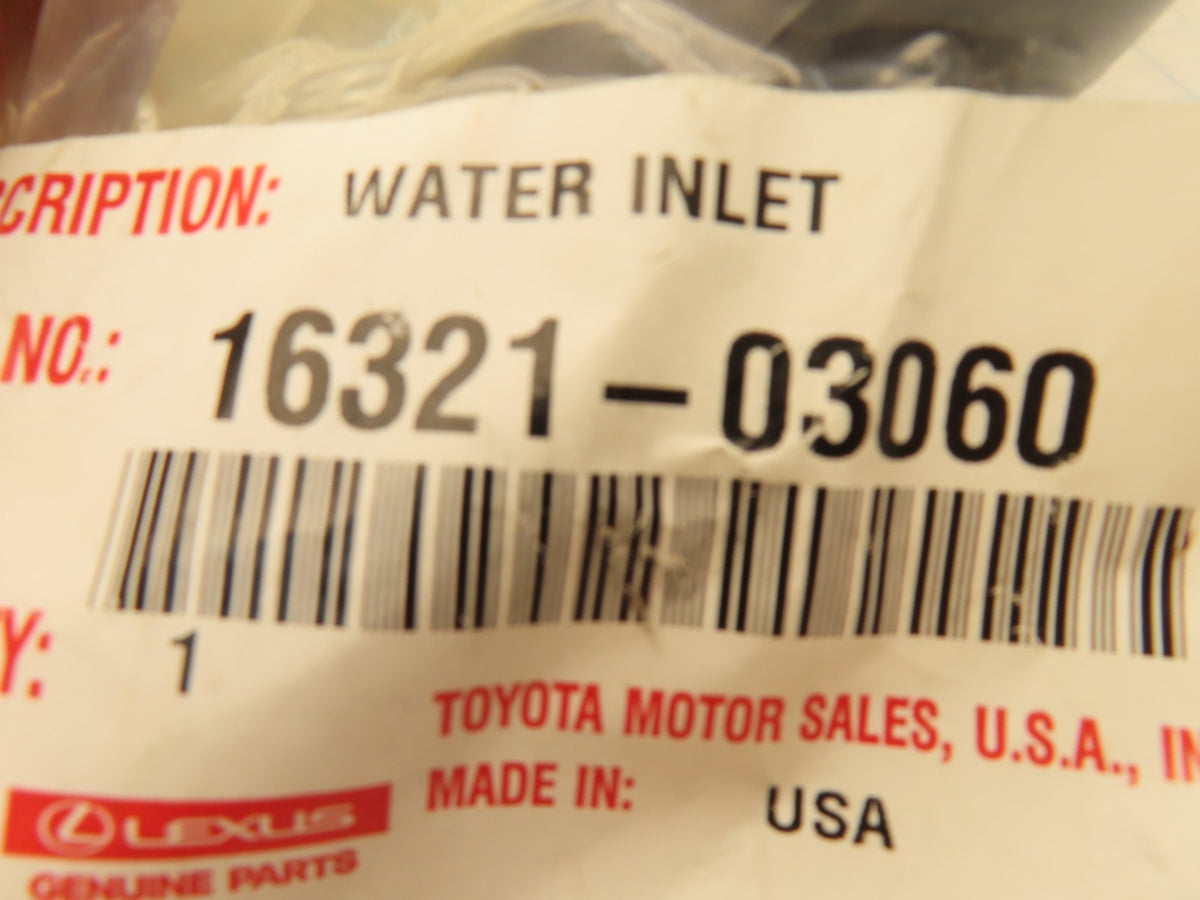 CRIPTION: WATER INLET
NO.: 16321-03060
Y: 1
TOYOTA MOTOR SALES, U.S.A., IN
MADE IN: USA
LEXUS
GENUINE PARTS